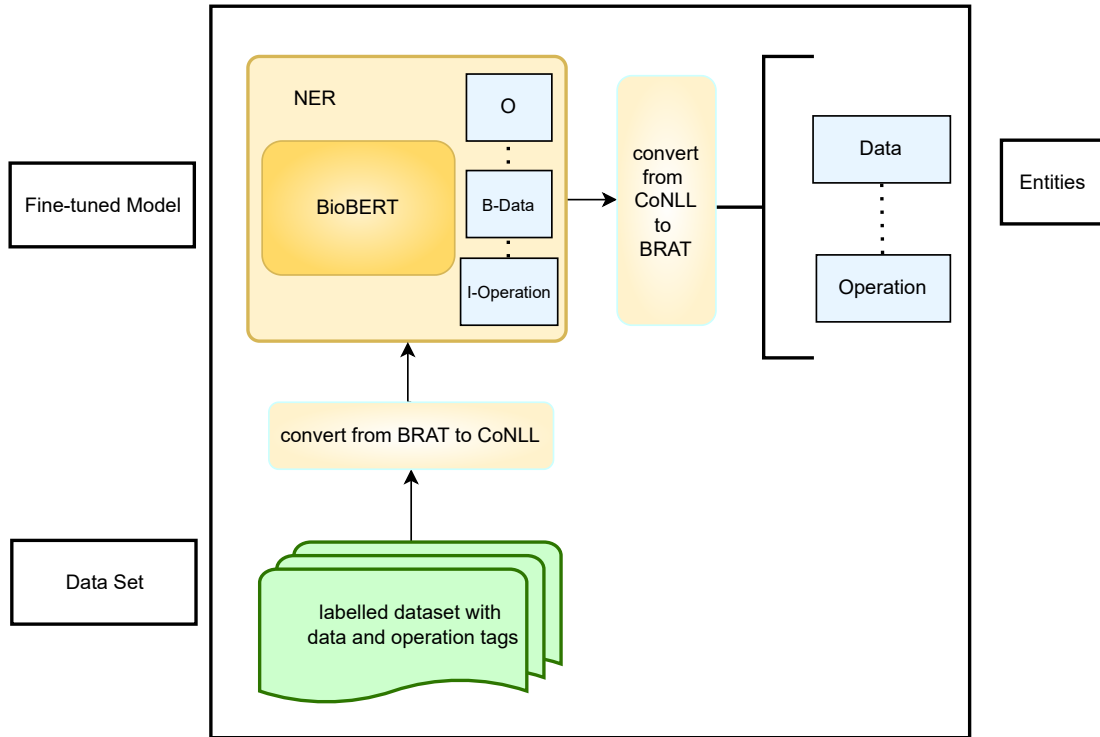 NER
O
BioBERT
B-Data
I-Operation
convert
from
CoNLL
to
BRAT
Data
Operation
Fine-tuned Model
Entities
convert from BRAT to CoNLL
Data Set
labelled dataset with
data and operation tags